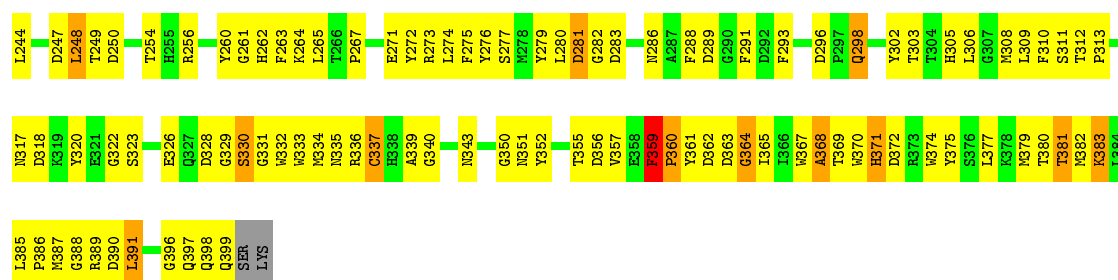 L244 D247 L248 T249 D250 T254 H255 R256 Y260 G261 H262 F263 K264 L265 T266 P267 E271 Y272 R273 L274 F275 Y276 S277 M278 Y279 L280 D281 G282 D283 N286 A287 F288 D289 G290 F291 D292 F293 D296 P297 Q298 Y302 T303 T304 H305 L306 G307 M308 L309 F310 S311 T312 P313
N317 D318 K319 Y320 E321 G322 S323 E326 Q327 D328 G329 S330 G331 W332 W333 M334 N335 R336 C337 H338 A339 G340 N343 G350 N351 Y352 T355 D356 V357 E358 F359 P360 Y361 D362 D363 G364 I365 I366 W367 A368 T369 W370 H371 D372 R373 W374 Y375 S376 L377 K378 M379 T380 T381 M382 K383 L384
L385 P386 M387 G388 R389 D390 L391 G396 Q397 Q398 Q399 SER LYS